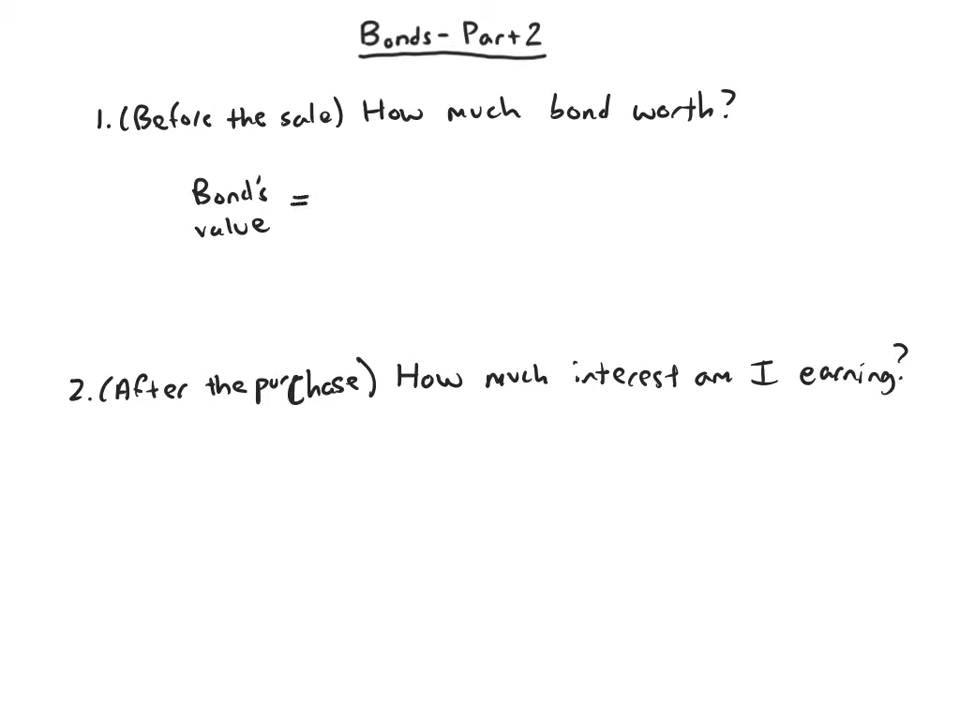 Bonds - Part 2
1. (Before the sale) How much bond worth?
Bond's =
value
2. (After the purchase) How much interest am I earning?